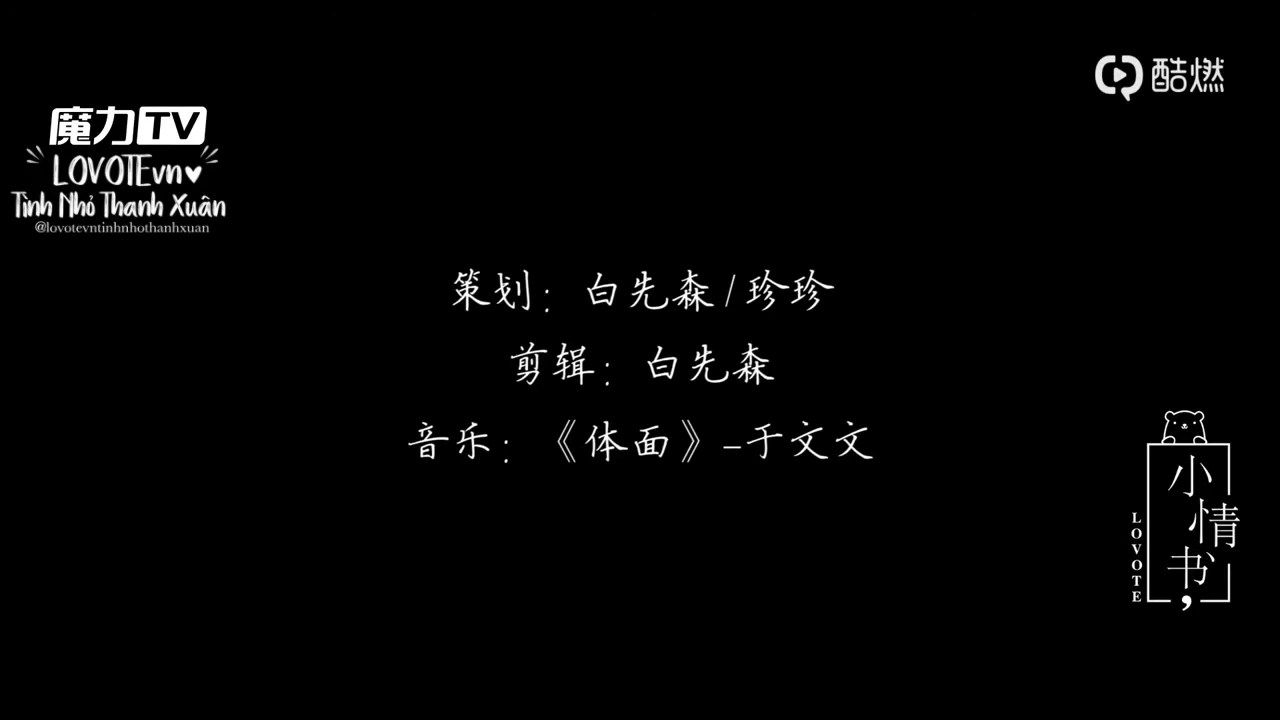 酷燃
魔力TV
LOVOTEvn♥
Tình Nhỏ Thanh Xuân
@lovotevntinhnhothanhxuan
策划：白先森/珍珍
剪辑：白先森
音乐：《体面》-于文文
小情书,
LOVOTE